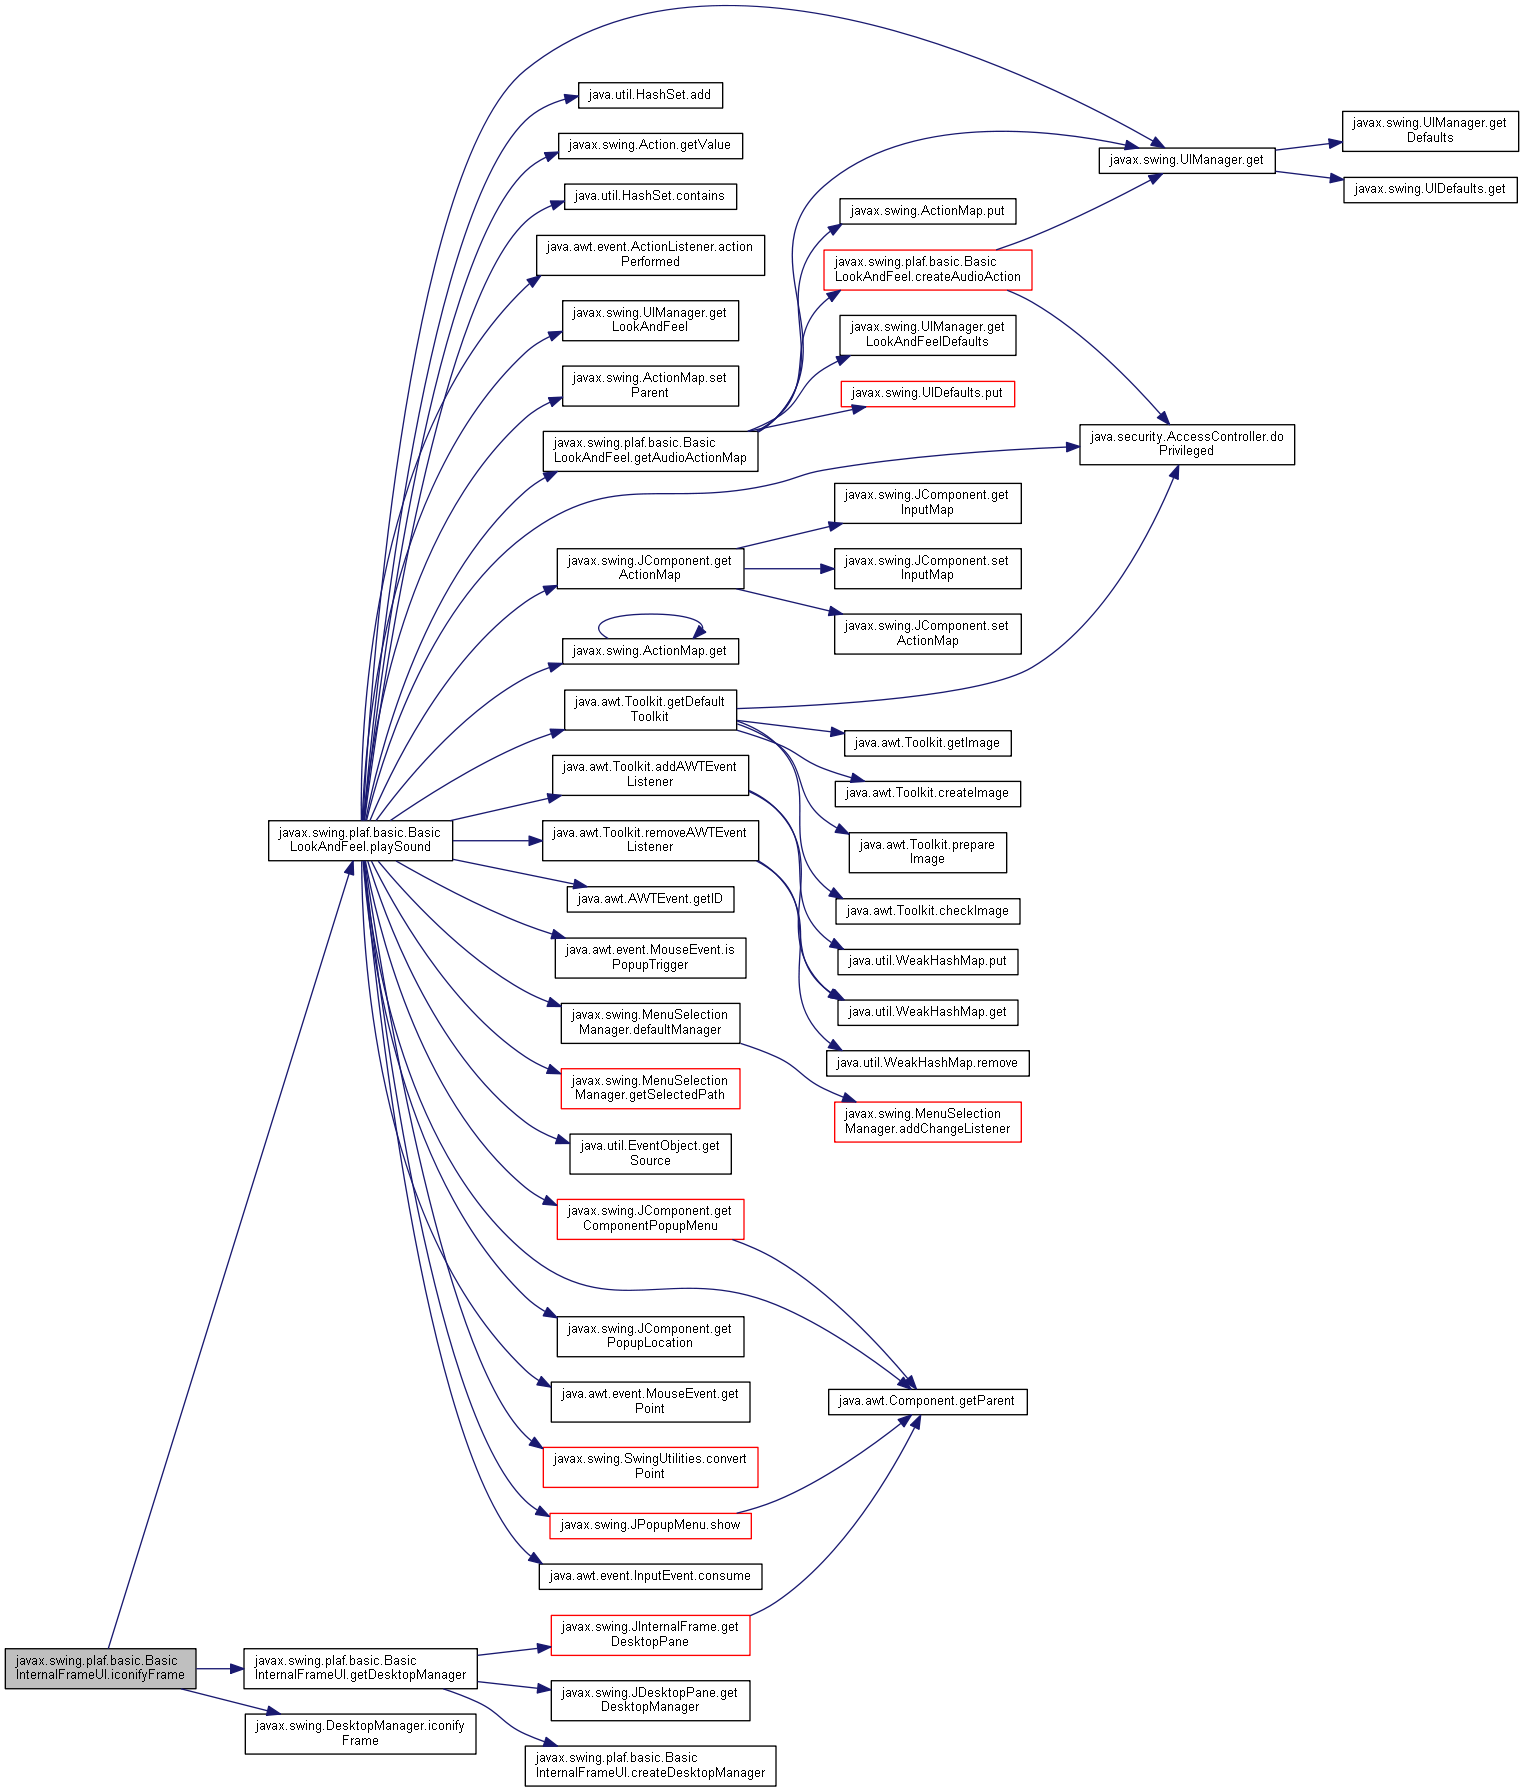 java.util.HashSet.add
javax.swing.Action.getValue
java.util.HashSet.contains
java.awt.event.ActionListener.action
Performed
javax.swing.UIManager.get
LookAndFeel
javax.swing.ActionMap.set
Parent
javax.swing.plaf.basic.Basic
LookAndFeel.getAudioActionMap
javax.swing.JComponent.get
ActionMap
javax.swing.ActionMap.get
java.awt.Toolkit.getDefault
Toolkit
java.awt.Toolkit.addAWTEvent
Listener
javax.swing.plaf.basic.Basic
LookAndFeel.playSound
java.awt.Toolkit.removeAWTEvent
Listener
java.awt.AWTEvent.getID
java.awt.event.MouseEvent.is
PopupTrigger
javax.swing.MenuSelection
Manager.defaultManager
javax.swing.MenuSelection
Manager.getSelectedPath
java.util.EventObject.get
Source
javax.swing.JComponent.get
ComponentPopupMenu
javax.swing.JComponent.get
PopupLocation
java.awt.event.MouseEvent.get
Point
javax.swing.SwingUtilities.convert
Point
javax.swing.JPopupMenu.show
java.awt.event.InputEvent.consume
javax.swing.JInternalFrame.get
DesktopPane
javax.swing.plaf.basic.Basic
InternalFrameUI.iconifyFrame
javax.swing.plaf.basic.Basic
InternalFrameUI.getDesktopManager
javax.swing.JDesktopPane.get
DesktopManager
javax.swing.DesktopManager.iconify
Frame
javax.swing.plaf.basic.Basic
InternalFrameUI.createDesktopManager
javax.swing.ActionMap.put
javax.swing.plaf.basic.Basic
LookAndFeel.createAudioAction
javax.swing.UIManager.get
LookAndFeelDefaults
javax.swing.UIDefaults.put
javax.swing.JComponent.get
InputMap
javax.swing.JComponent.set
InputMap
javax.swing.JComponent.set
ActionMap
java.awt.Toolkit.getImage
java.awt.Toolkit.createImage
java.awt.Toolkit.prepare
Image
java.awt.Toolkit.checkImage
java.util.WeakHashMap.put
java.util.WeakHashMap.get
java.util.WeakHashMap.remove
javax.swing.MenuSelection
Manager.addChangeListener
java.awt.Component.getParent
javax.swing.UIManager.get
java.security.AccessController.do
Privileged
javax.swing.UIManager.get
Defaults
javax.swing.UIDefaults.get